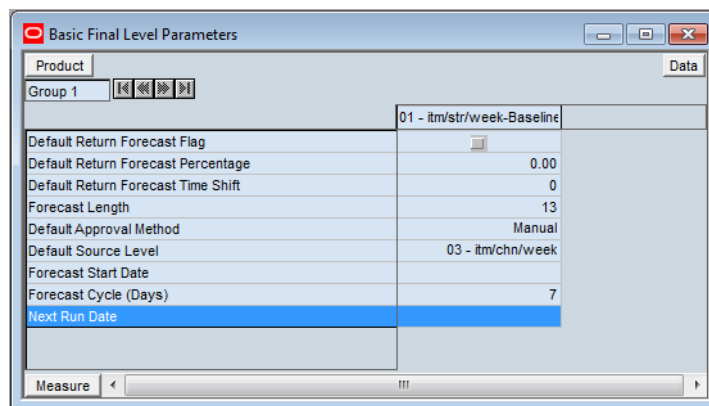 Basic Final Level Parameters
Product
Data
Group 1
01 - itm/str/week-Baseline
Default Return Forecast Flag
Default Return Forecast Percentage 0.00
Default Return Forecast Time Shift 0
Forecast Length 13
Default Approval Method Manual
Default Source Level 03 - itm/chn/week
Forecast Start Date
Forecast Cycle (Days) 7
Next Run Date
Measure